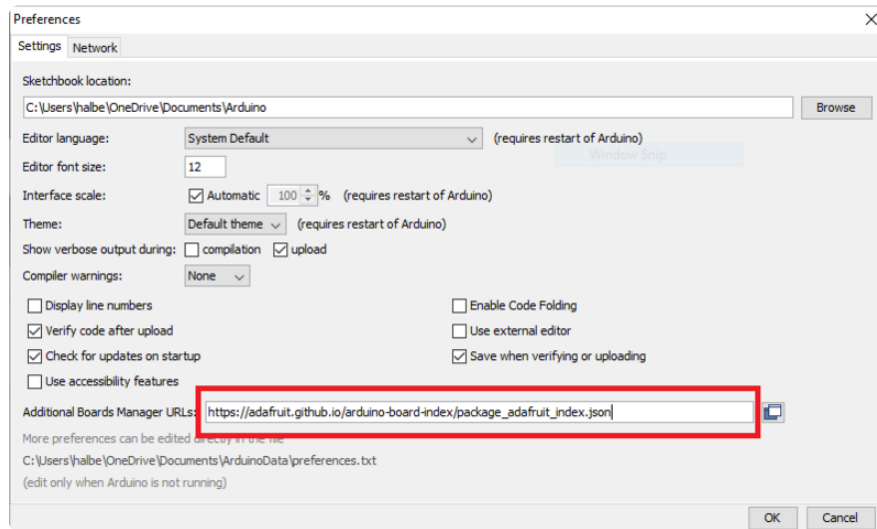 Preferences
Settings Network
Sketchbook location:
C:\Users\halbe\OneDrive\Documents\Arduino Browse
Editor language: System Default (requires restart of Arduino)
Window Snip
Editor font size: 12
Interface scale: Automatic 100 % (requires restart of Arduino)
Theme: Default theme (requires restart of Arduino)
Show verbose output during: compilation upload
Compiler warnings: None
Display line numbers Enable Code Folding
Verify code after upload Use external editor
Check for updates on startup Save when verifying or uploading
Use accessibility features
Additional Boards Manager URLs: https://adafruit.github.io/arduino-board-index/package_adafruit_index.json
More preferences can be edited directly in the file
C:\Users\halbe\OneDrive\Documents\ArduinoData\preferences.txt
(edit only when Arduino is not running)
OK Cancel